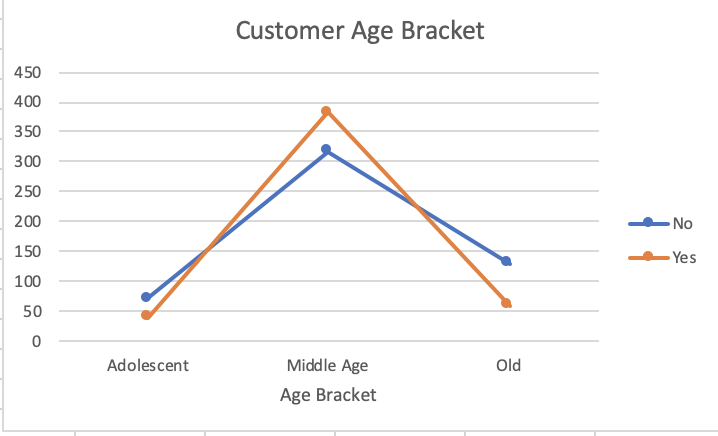 Customer Age Bracket
450
400
350
300
250
200
150
100
50
0
Adolescent Middle Age Old
Age Bracket
No
Yes